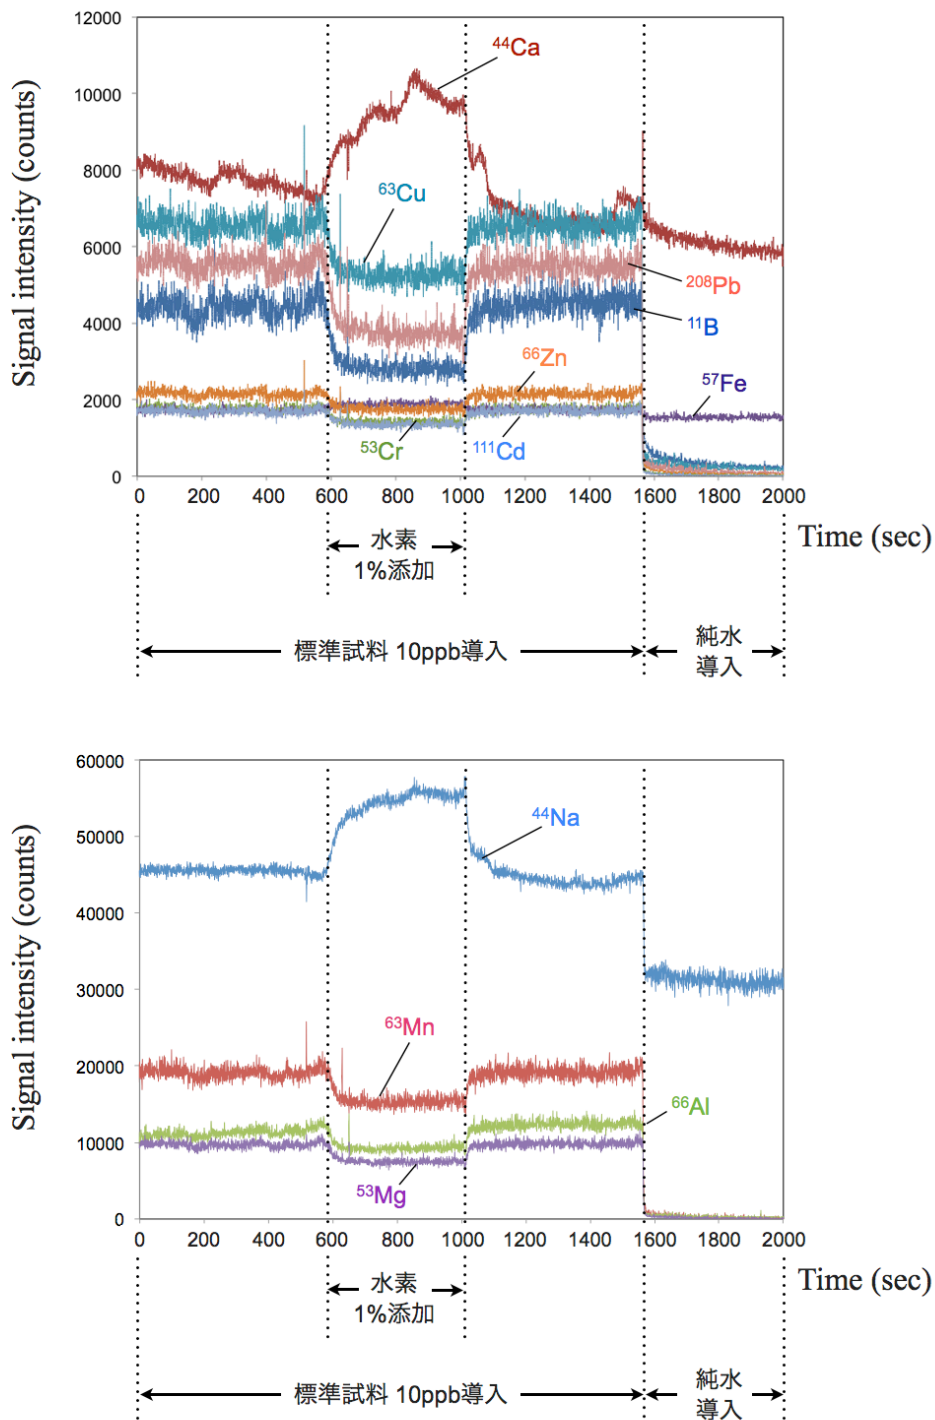 12000
10000
8000
6000
4000
2000
0
Signal intensity (counts)
⁴⁴Ca
⁶³Cu
²⁰⁸Pb
¹¹B
⁶⁶Zn
⁵⁷Fe
⁵³Cr
¹¹¹Cd
0 200 400 600 800 1000 1200 1400 1600 1800 2000
Time (sec)
水素
1%添加
標準試料 10ppb導入
純水
導入
60000
50000
40000
30000
20000
10000
0
Signal intensity (counts)
⁴⁴Na
⁶³Mn
⁶⁶Al
⁵³Mg
0 200 400 600 800 1000 1200 1400 1600 1800 2000
Time (sec)
水素
1%添加
標準試料 10ppb導入
純水
導入